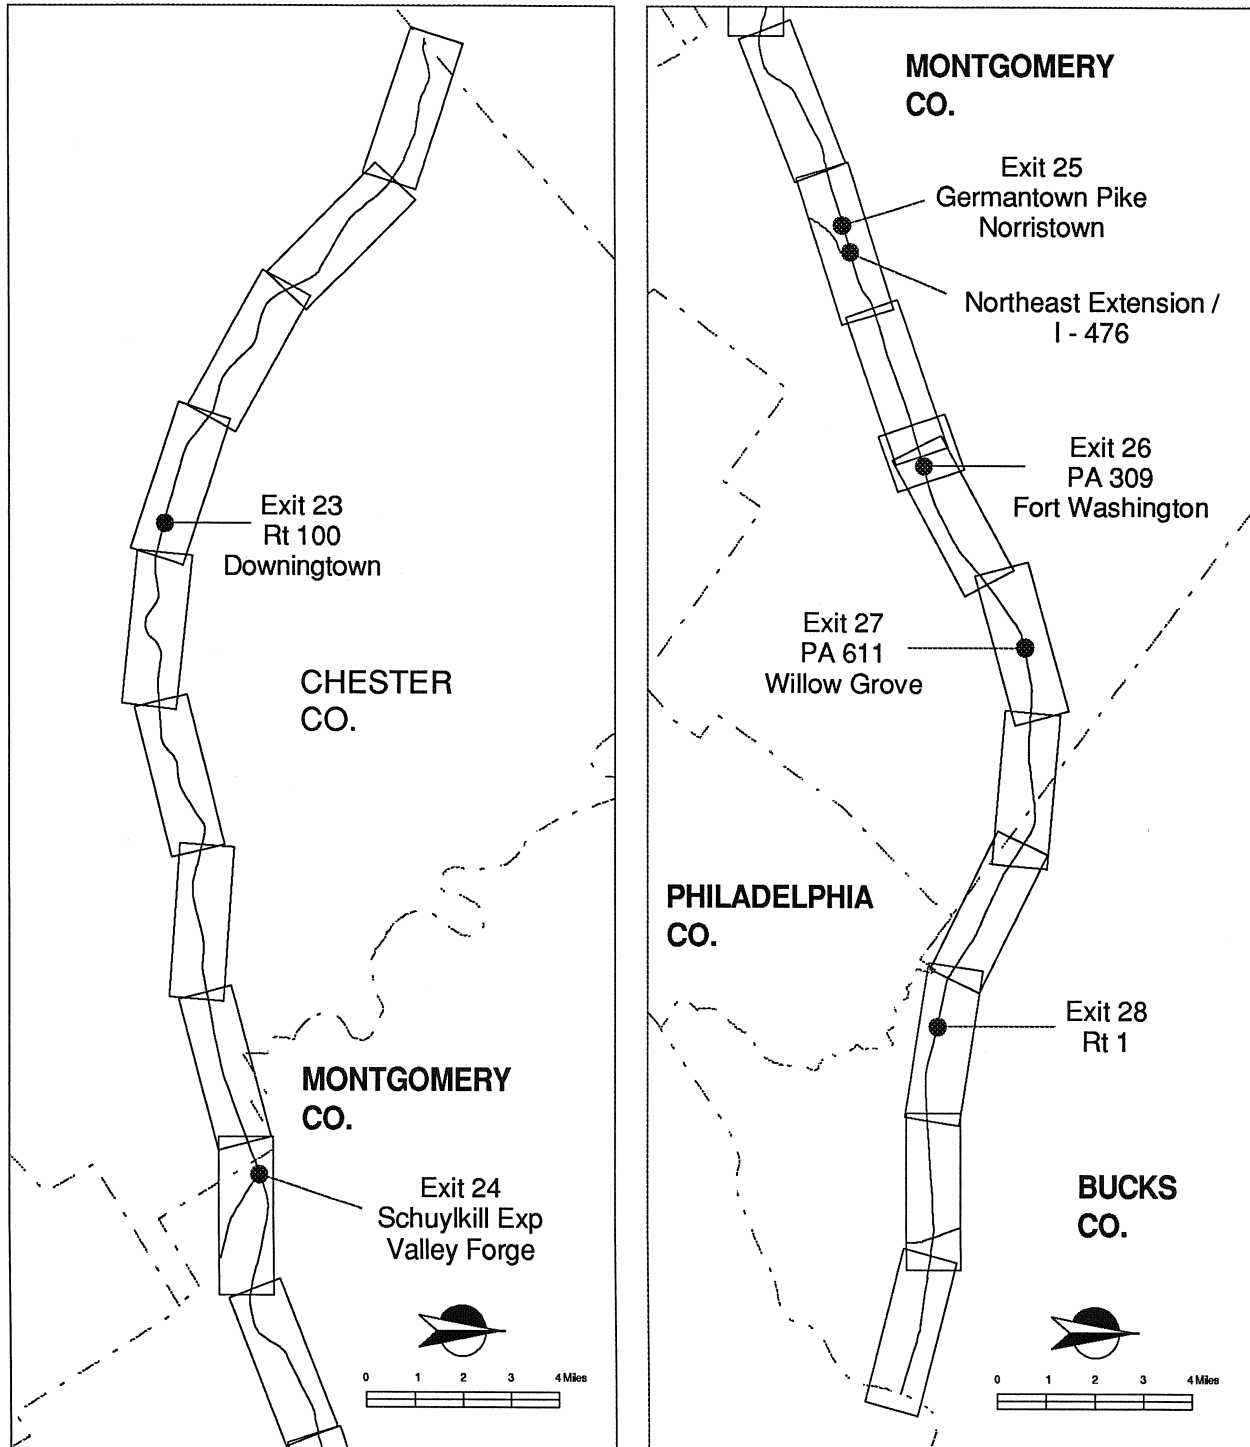 Exit 23
Rt 100
Downingtown
CHESTER
CO.
MONTGOMERY
CO.
Exit 24
Schuylkill Exp
Valley Forge
0 1 2 3 4 Miles
MONTGOMERY
CO.
Exit 25
Germantown Pike
Norristown
Northeast Extension /
I - 476
Exit 26
PA 309
Fort Washington
Exit 27
PA 611
Willow Grove
PHILADELPHIA
CO.
Exit 28
Rt 1
BUCKS
CO.
0 1 2 3 4 Miles